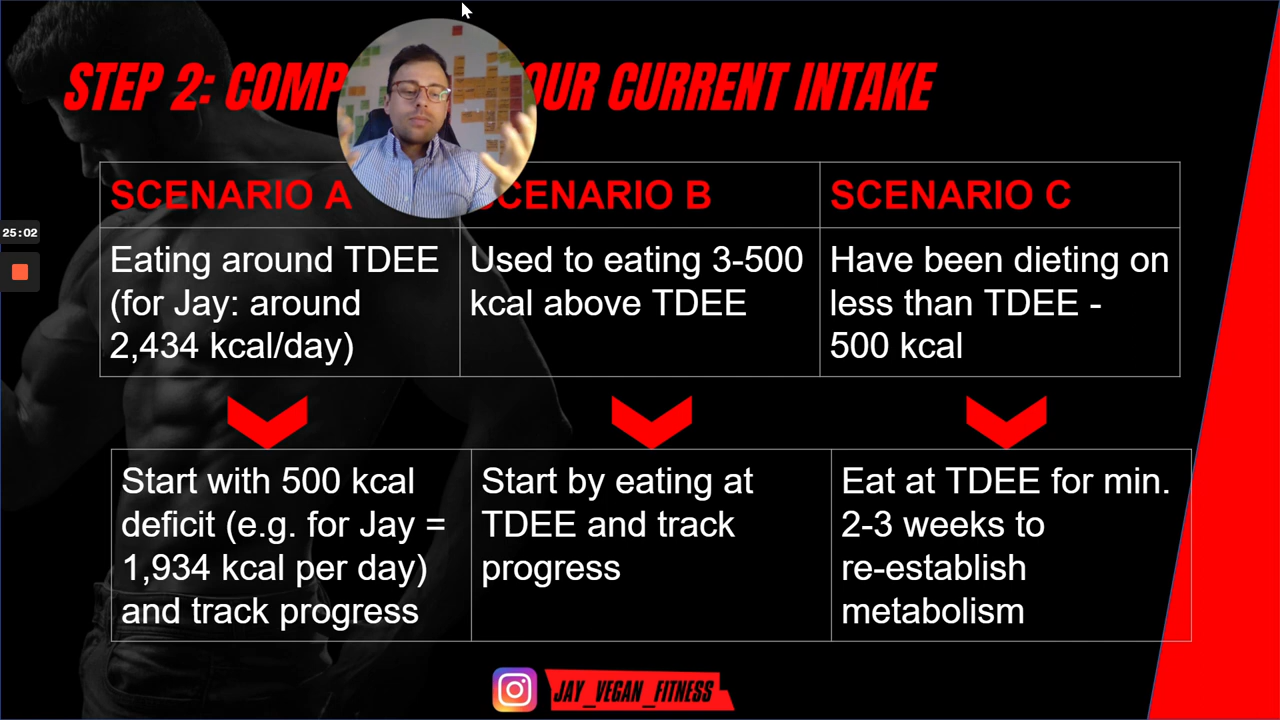 STEP 2: COMP OUR CURRENT INTAKE
SCENARIO A
CENARIO B
SCENARIO C
Eating around TDEE
(for Jay: around
2,434 kcal/day)
Used to eating 3-500
kcal above TDEE
Have been dieting on
less than TDEE -
500 kcal
25:02
Start with 500 kcal
deficit (e.g. for Jay =
1,934 kcal per day)
and track progress
Start by eating at
TDEE and track
progress
Eat at TDEE for min.
2-3 weeks to
re-establish
metabolism
JAY_VEGAN_FITNESS